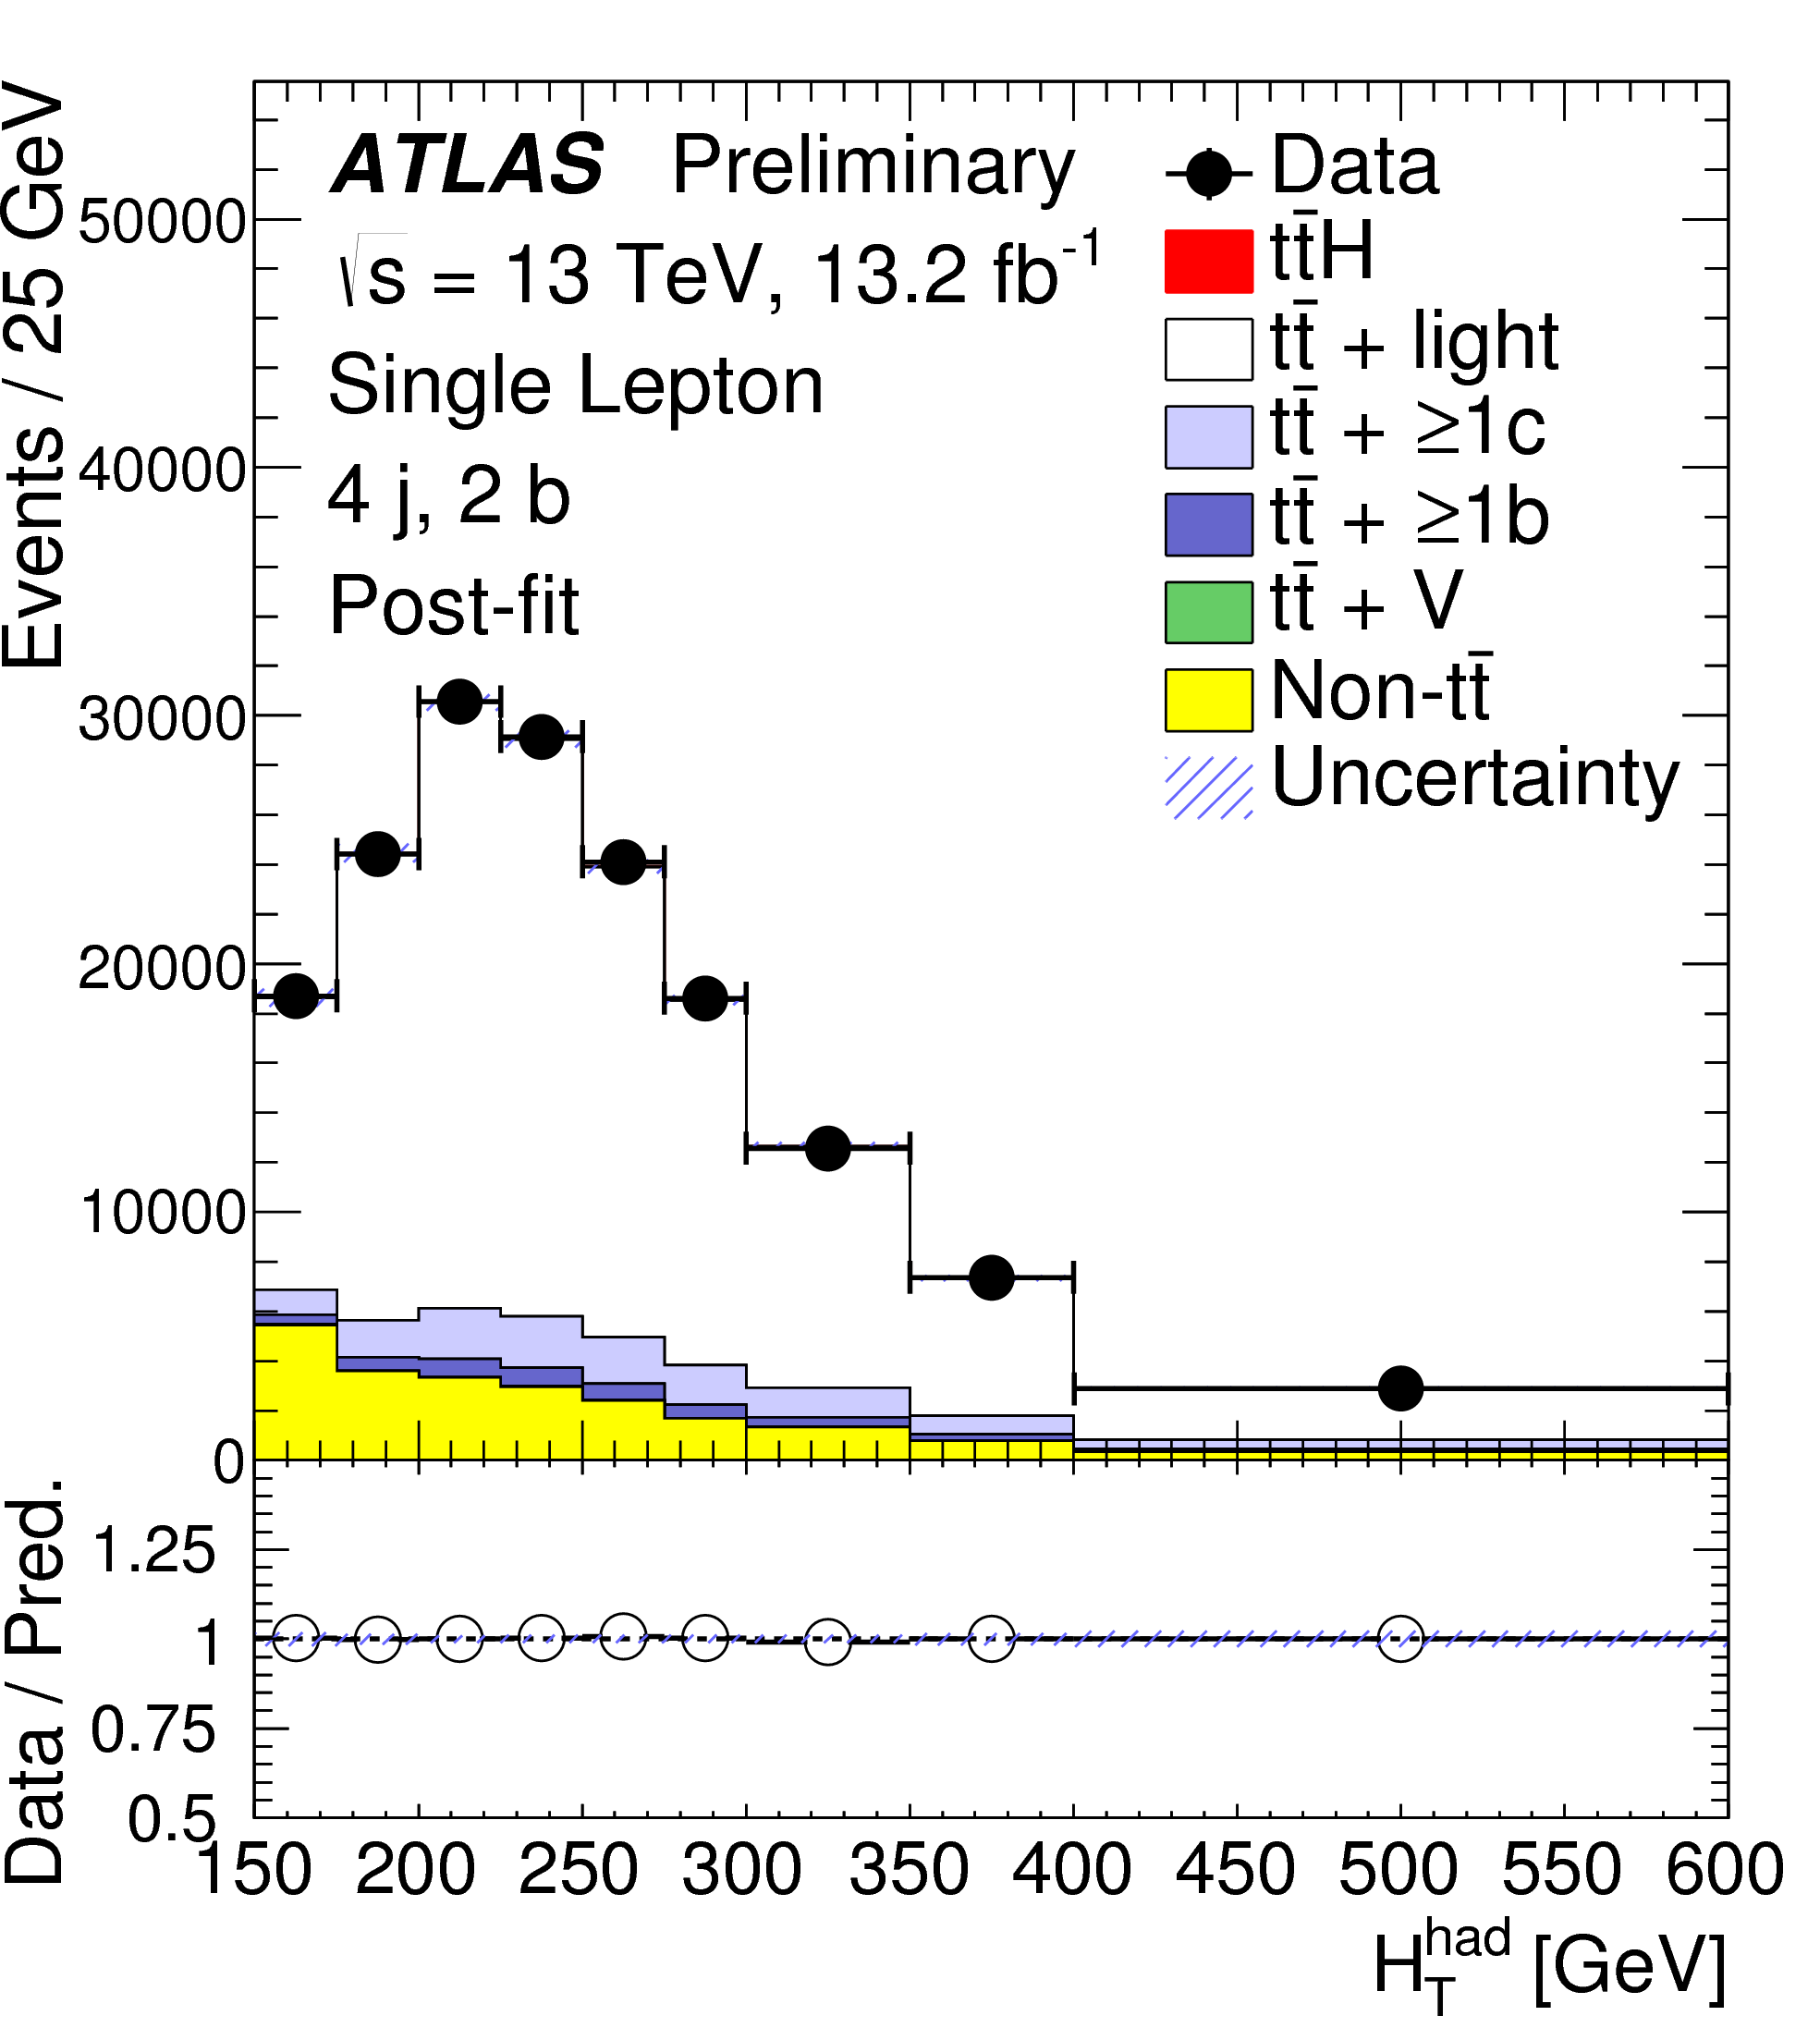 ATLAS Preliminary
√s = 13 TeV, 13.2 fb⁻¹
Single Lepton
4 j, 2 b
Post-fit
Data
tt̄H
tt̄ + light
tt̄ + ≥1c
tt̄ + ≥1b
tt̄ + V
Non-tt̄
Uncertainty
Events / 25 GeV
50000
40000
30000
20000
10000
0
Data / Pred.
1.25
1
0.75
0.5
150 200 250 300 350 400 450 500 550 600
H_T^had [GeV]